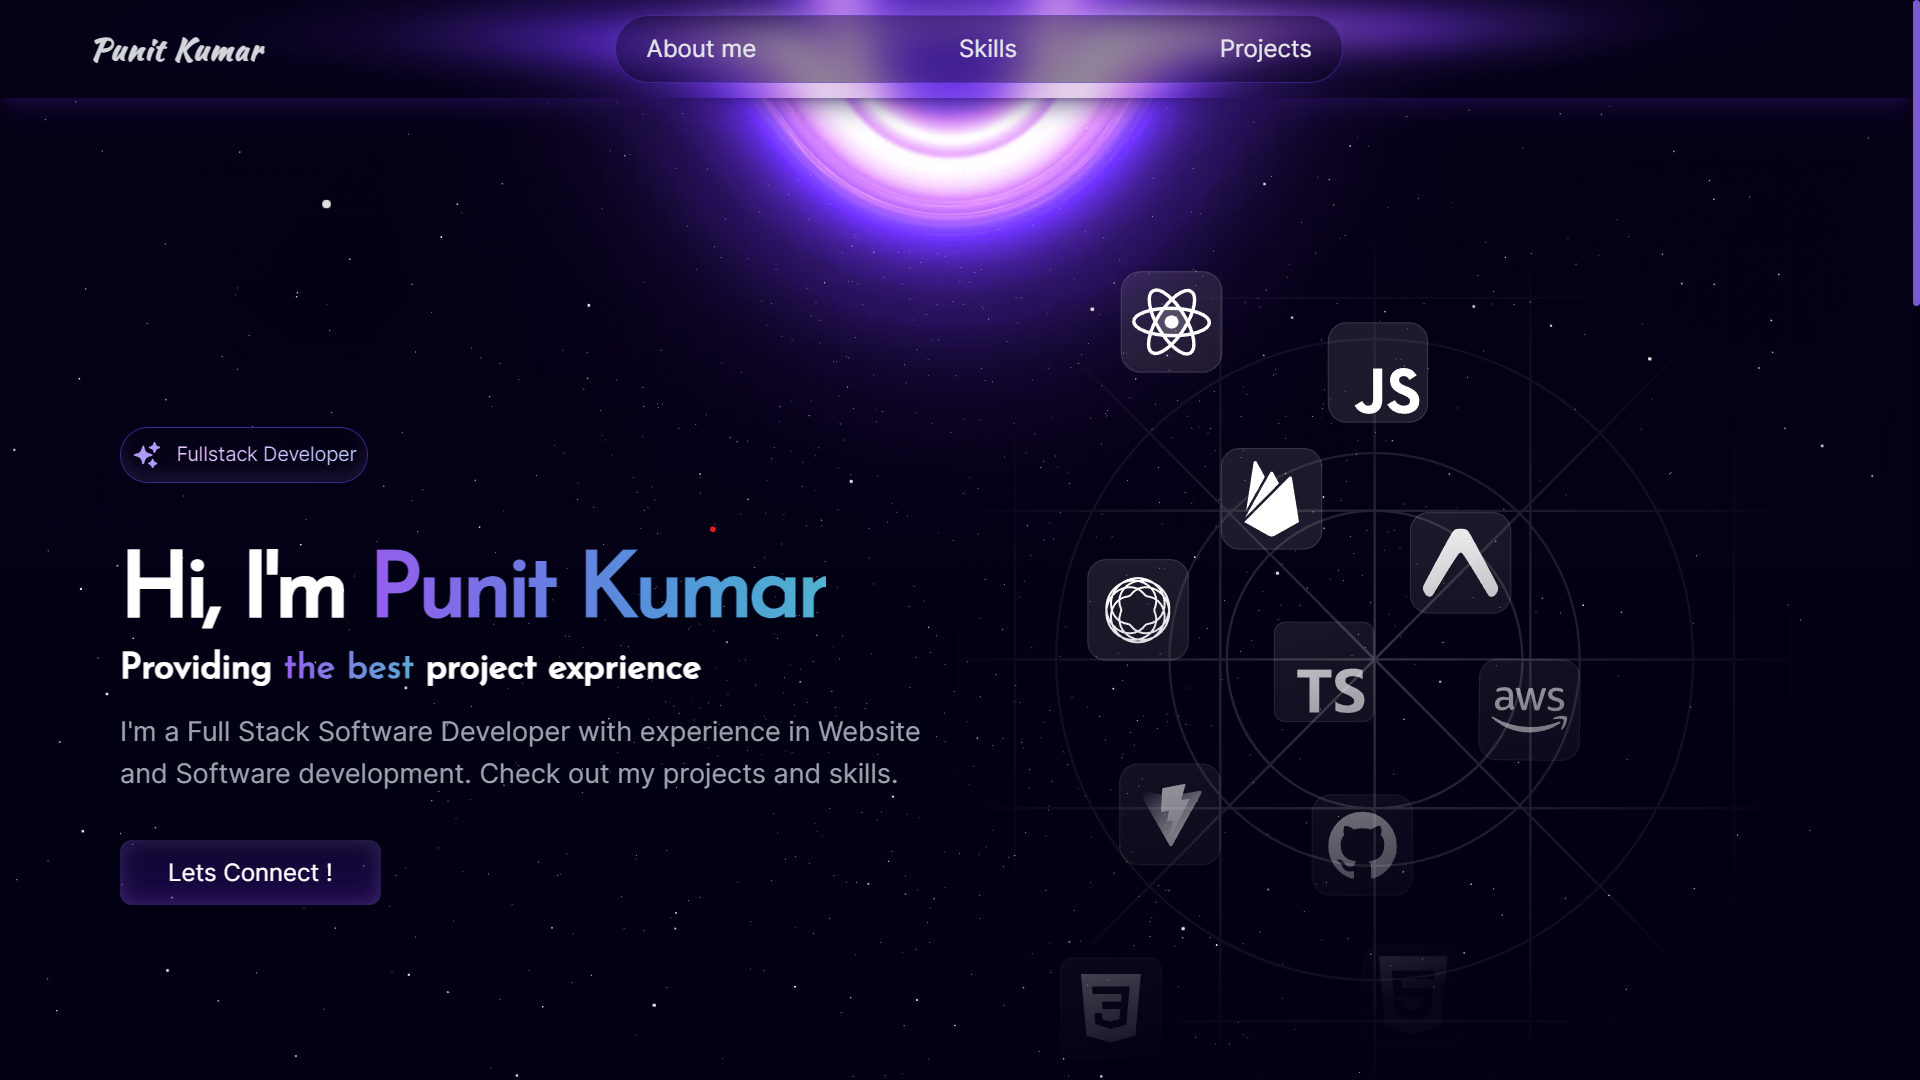 Punit Kumar
About me
Skills
Projects
Fullstack Developer
Hi, I'm Punit Kumar
Providing the best project exprience
I'm a Full Stack Software Developer with experience in Website
and Software development. Check out my projects and skills.
Lets Connect !
JS
TS
aws
3
5